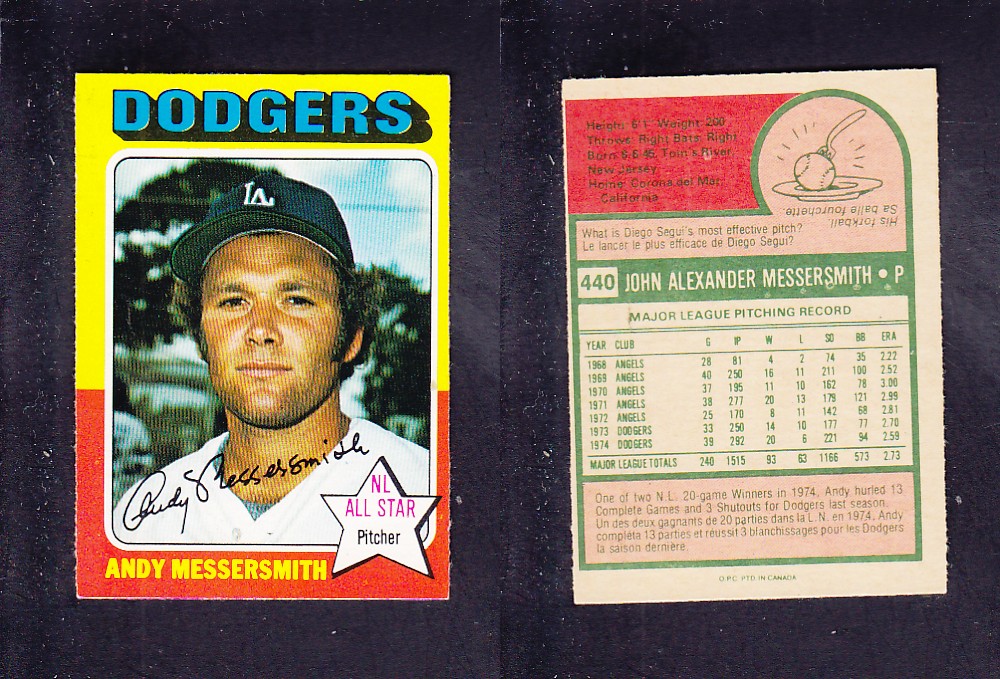 DODGERS
LA
Andy Messersmith
NL
ALL STAR
Pitcher
ANDY MESSERSMITH
Height: 6'1" Weight: 200
Throws: Right Bats: Right
Born: 8.6.45, Tom's River,
New Jersey
Home: Corona del Mar,
California
His forkball.
Sa balle fourchette.
What is Diego Segui's most effective pitch?
Le lancer le plus efficace de Diego Segui?
440 JOHN ALEXANDER MESSERSMITH • P
MAJOR LEAGUE PITCHING RECORD
YEAR CLUB G IP W L SO BB ERA
1968 ANGELS 28 81 4 2 74 35 2.22
1969 ANGELS 40 250 16 11 211 100 2.52
1970 ANGELS 37 195 11 10 162 78 3.00
1971 ANGELS 38 277 20 13 179 121 2.99
1972 ANGELS 25 170 8 11 142 68 2.81
1973 DODGERS 33 250 14 10 177 77 2.70
1974 DODGERS 39 292 20 6 221 94 2.59
MAJOR LEAGUE TOTALS 240 1515 93 63 1166 573 2.73
One of two N.L. 20-game Winners in 1974, Andy hurled 13
Complete Games and 3 Shutouts for Dodgers last season.
Un des deux gagnants de 20 parties dans la L.N. en 1974, Andy
compléta 13 parties et réussit 3 blanchissages pour les Dodgers
la saison dernière.
O.P.C. PTD. IN CANADA